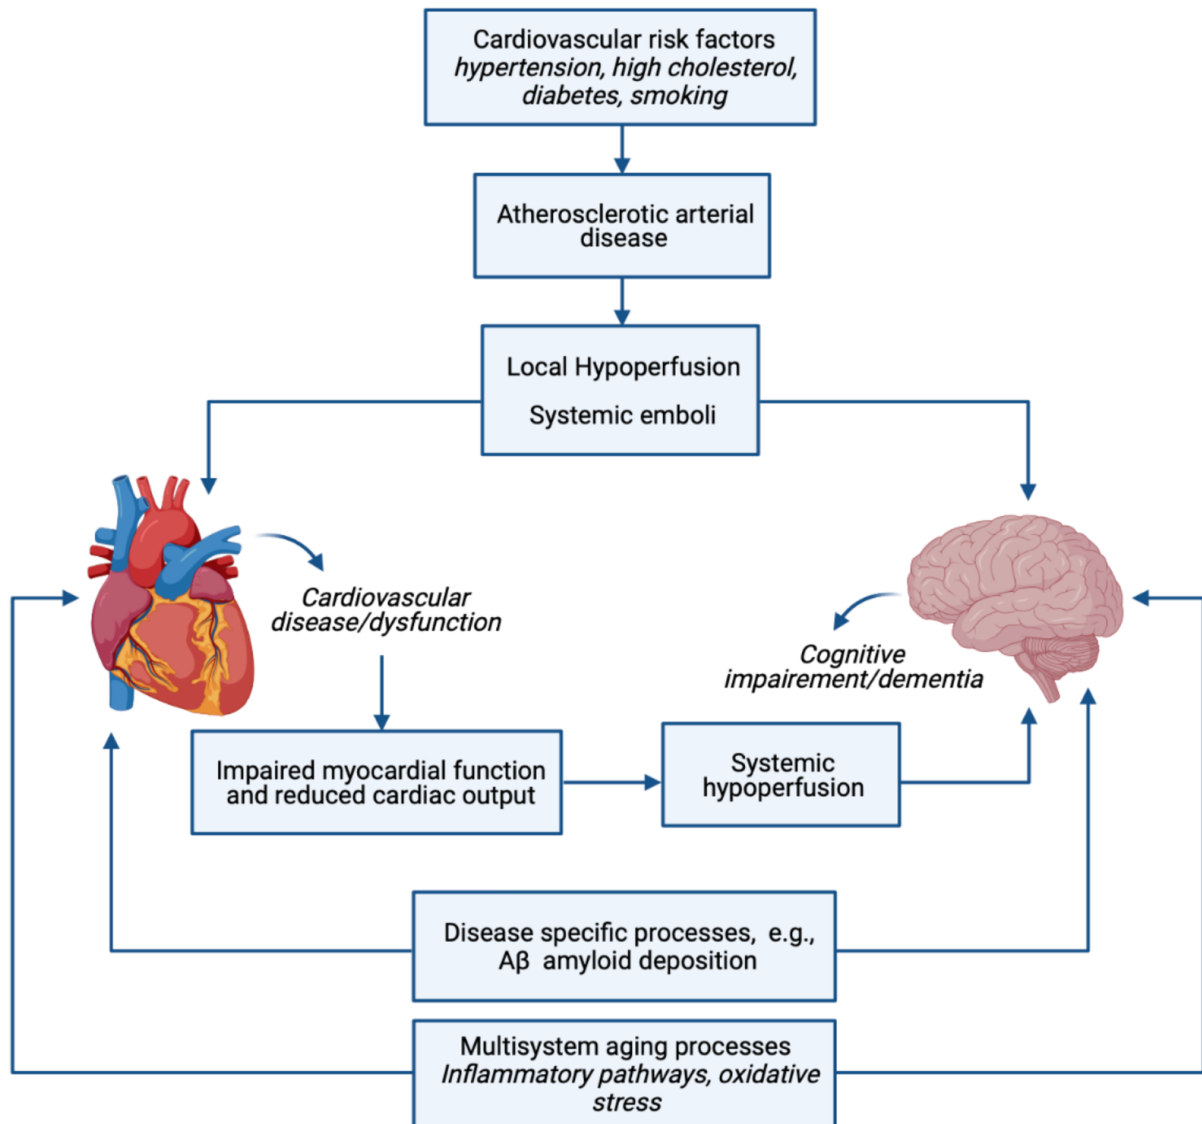 Cardiovascular risk factors
hypertension, high cholesterol,
diabetes, smoking
Atherosclerotic arterial
disease
Local Hypoperfusion
Systemic emboli
Cardiovascular
disease/dysfunction
Cognitive
impairement/dementia
Impaired myocardial function
and reduced cardiac output
Systemic
hypoperfusion
Disease specific processes, e.g.,
Aβ amyloid deposition
Multisystem aging processes
Inflammatory pathways, oxidative
stress